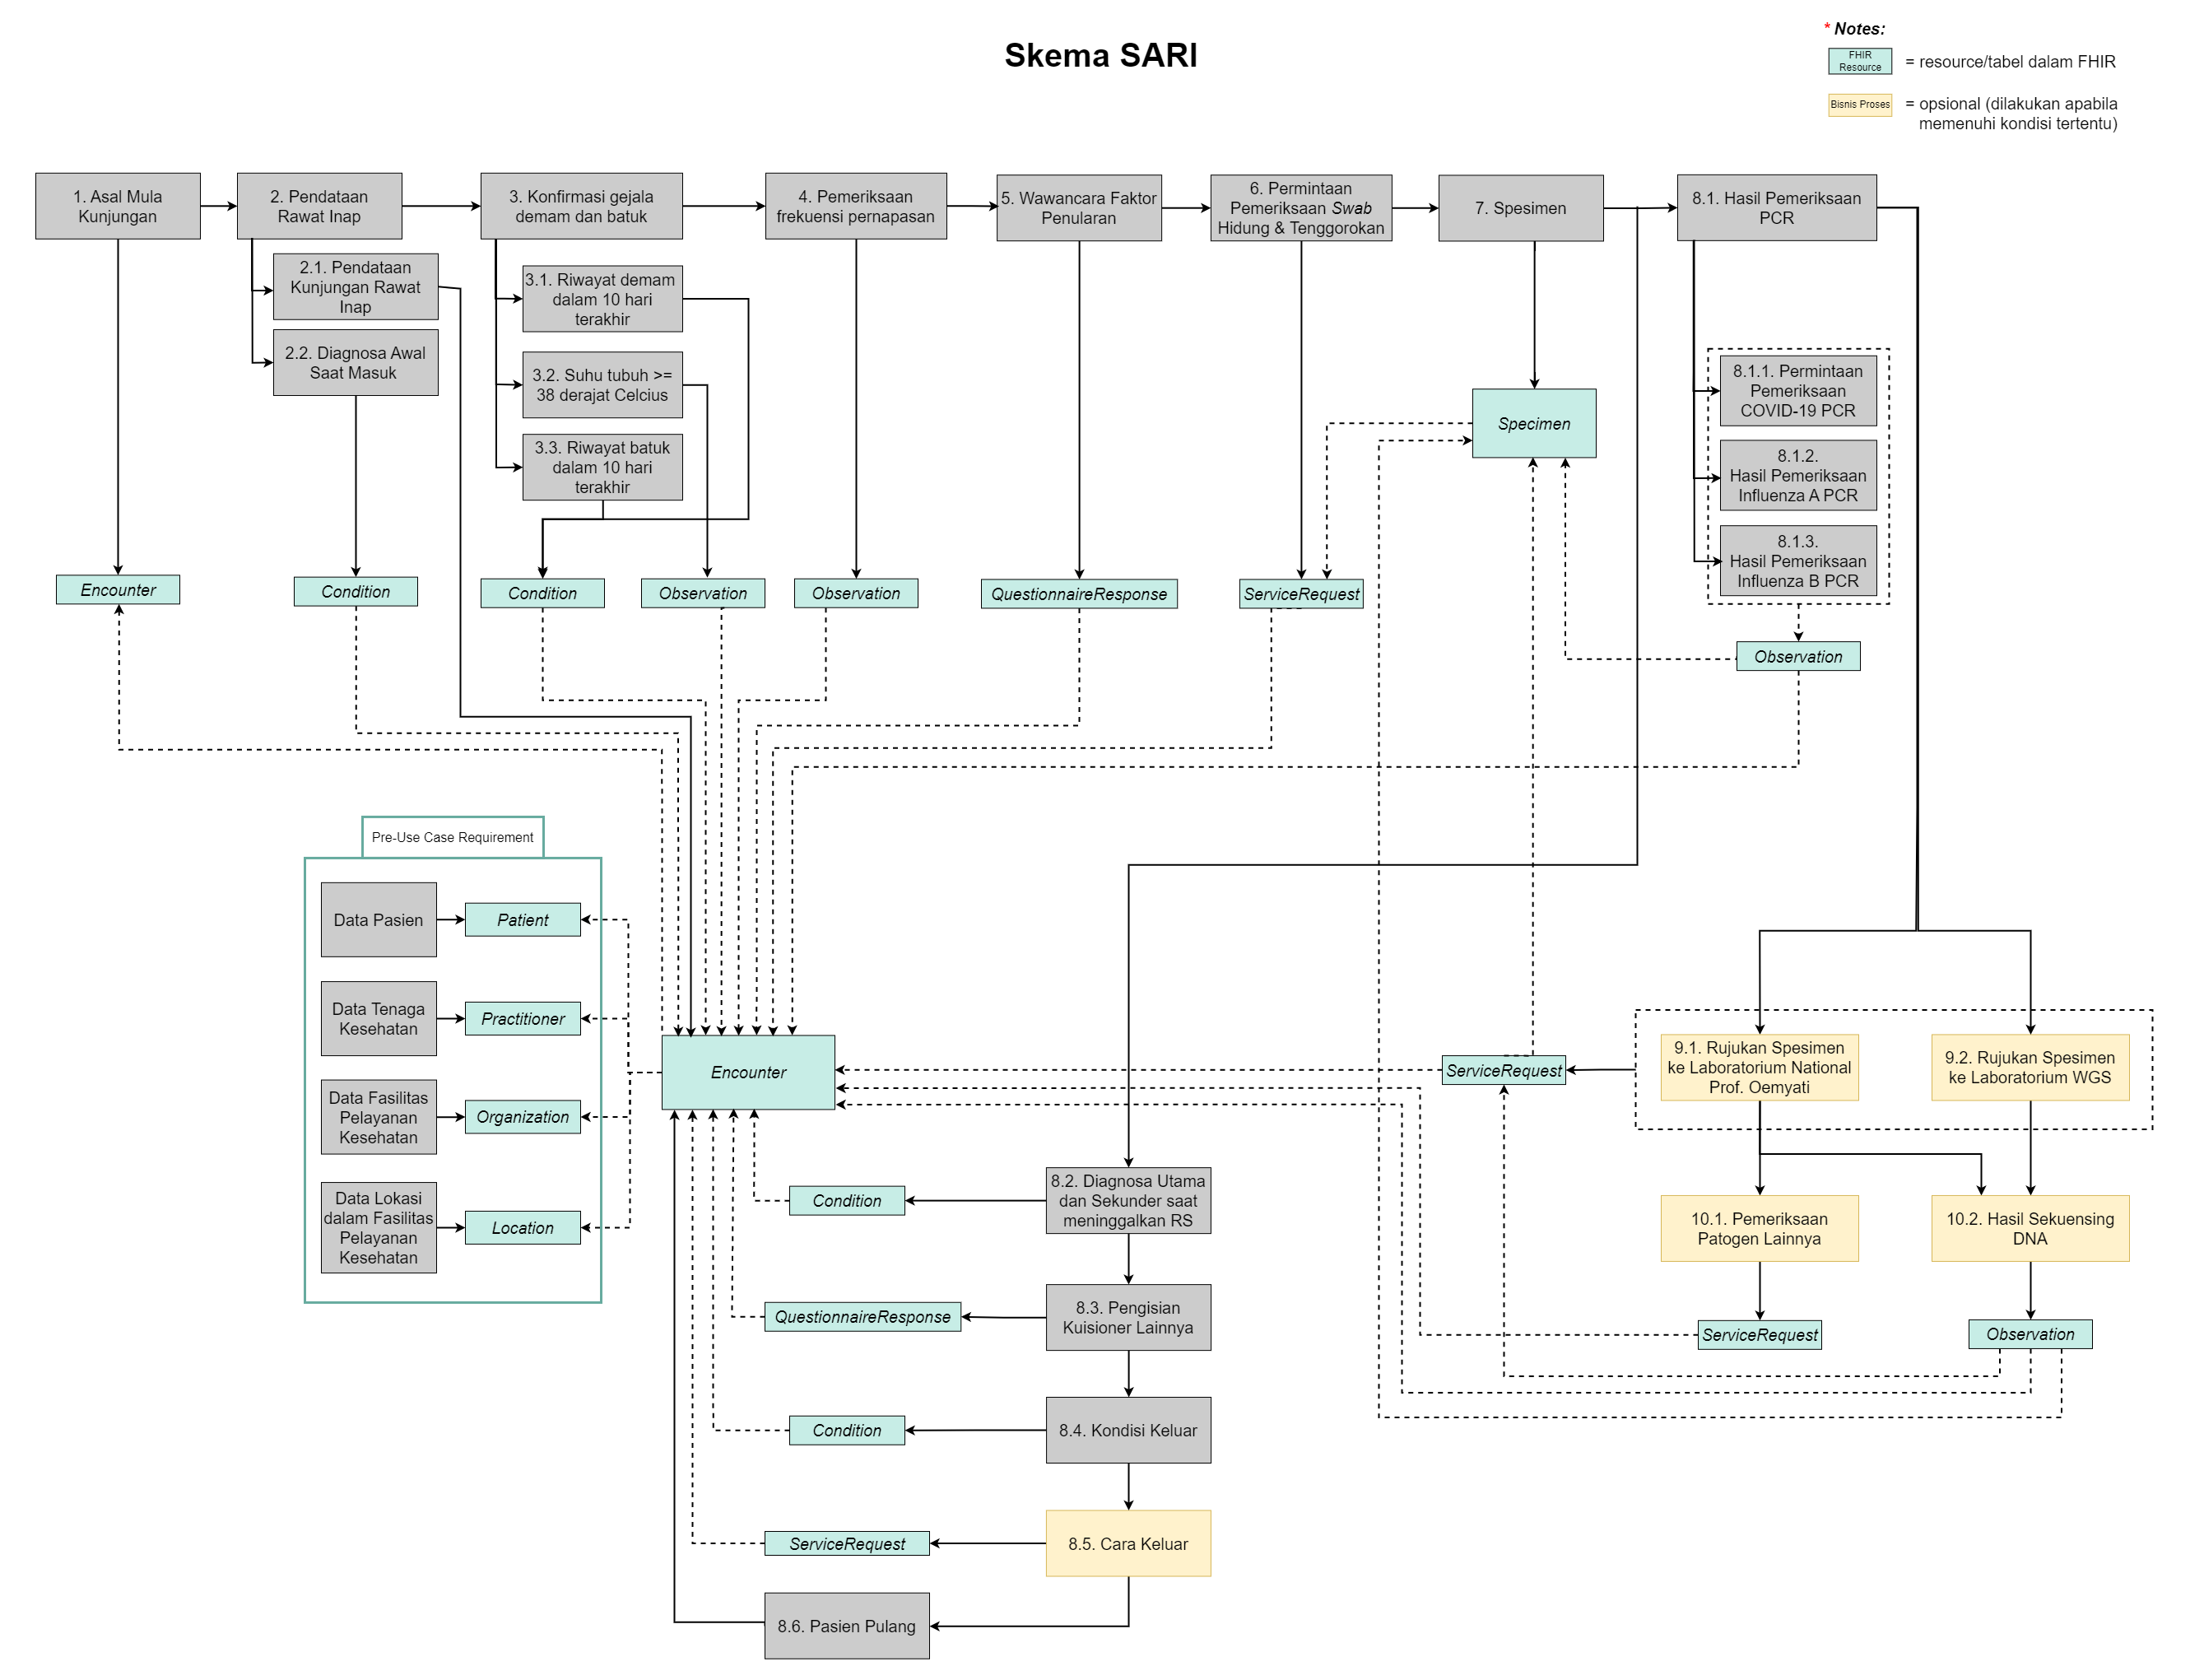 Skema SARI
* Notes:
FHIR
Resource
= resource/tabel dalam FHIR
Bisnis Proses
= opsional (dilakukan apabila
memenuhi kondisi tertentu)
1. Asal Mula
Kunjungan
2. Pendataan
Rawat Inap
3. Konfirmasi gejala
demam dan batuk
4. Pemeriksaan
frekuensi pernapasan
5. Wawancara Faktor
Penularan
6. Permintaan
Pemeriksaan Swab
Hidung & Tenggorokan
7. Spesimen
8.1. Hasil Pemeriksaan
PCR
2.1. Pendataan
Kunjungan Rawat
Inap
2.2. Diagnosa Awal
Saat Masuk
3.1. Riwayat demam
dalam 10 hari
terakhir
3.2. Suhu tubuh >=
38 derajat Celcius
3.3. Riwayat batuk
dalam 10 hari
terakhir
8.1.1. Permintaan
Pemeriksaan
COVID-19 PCR
8.1.2.
Hasil Pemeriksaan
Influenza A PCR
8.1.3.
Hasil Pemeriksaan
Influenza B PCR
Specimen
Encounter
Condition
Condition
Observation
Observation
QuestionnaireResponse
ServiceRequest
Observation
Pre-Use Case Requirement
Data Pasien
Patient
Data Tenaga
Kesehatan
Practitioner
Data Fasilitas
Pelayanan
Kesehatan
Organization
Data Lokasi
dalam Fasilitas
Pelayanan
Kesehatan
Location
Encounter
ServiceRequest
9.1. Rujukan Spesimen
ke Laboratorium National
Prof. Oemyati
9.2. Rujukan Spesimen
ke Laboratorium WGS
Condition
8.2. Diagnosa Utama
dan Sekunder saat
meninggalkan RS
10.1. Pemeriksaan
Patogen Lainnya
10.2. Hasil Sekuensing
DNA
QuestionnaireResponse
8.3. Pengisian
Kuisioner Lainnya
ServiceRequest
Observation
Condition
8.4. Kondisi Keluar
ServiceRequest
8.5. Cara Keluar
8.6. Pasien Pulang